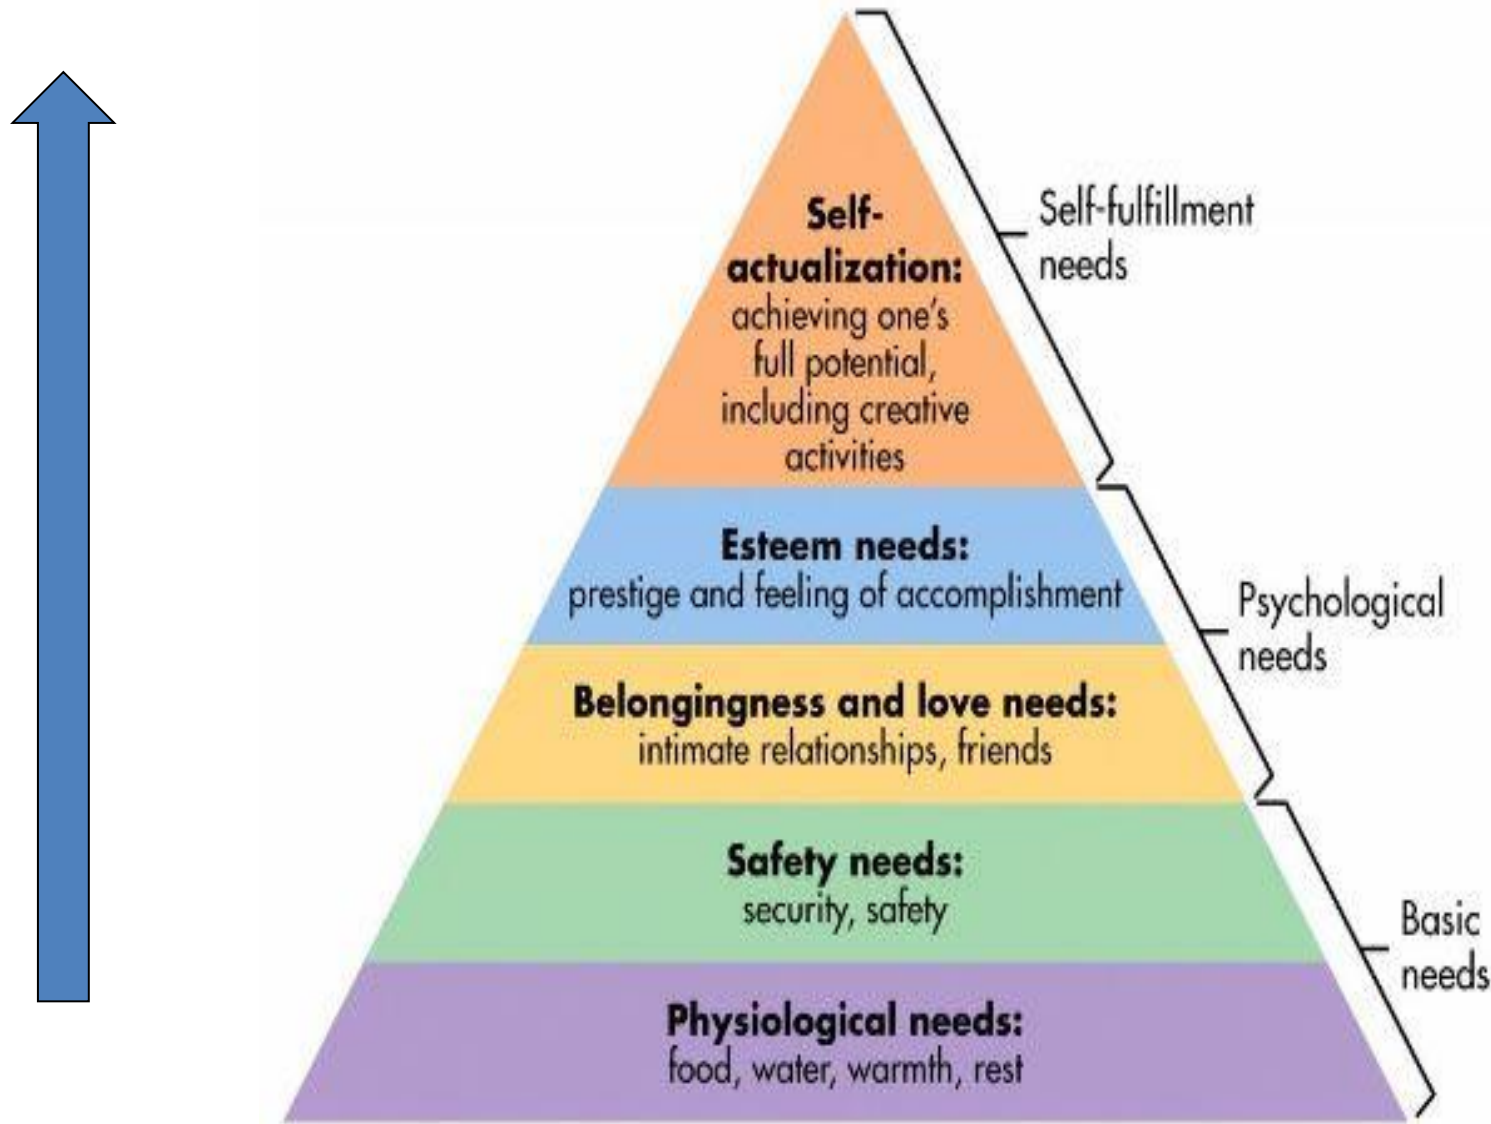 Self-
actualization:
achieving one's
full potential,
including creative
activities
Self-fulfillment
needs
Esteem needs:
prestige and feeling of accomplishment
Psychological
needs
Belongingness and love needs:
intimate relationships, friends
Safety needs:
security, safety
Basic
needs
Physiological needs:
food, water, warmth, rest